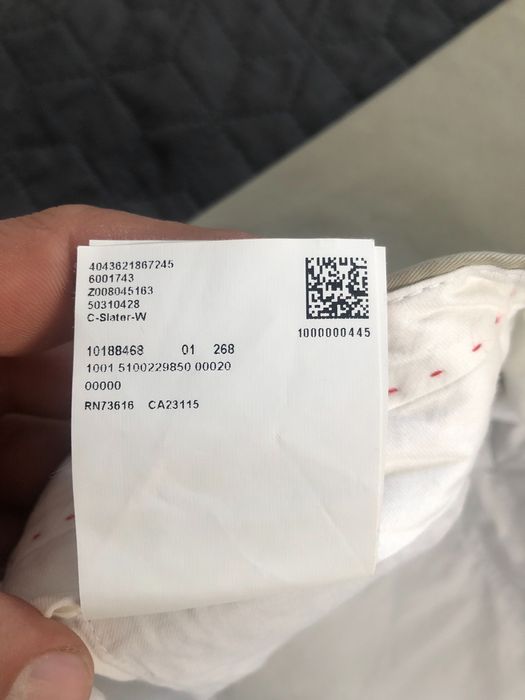 4043621867245
6001743
Z008045163
50310428
C-Slater-W
1000000445
10188468 01 268
1001 5100229850 00020
00000
RN73616 CA23115